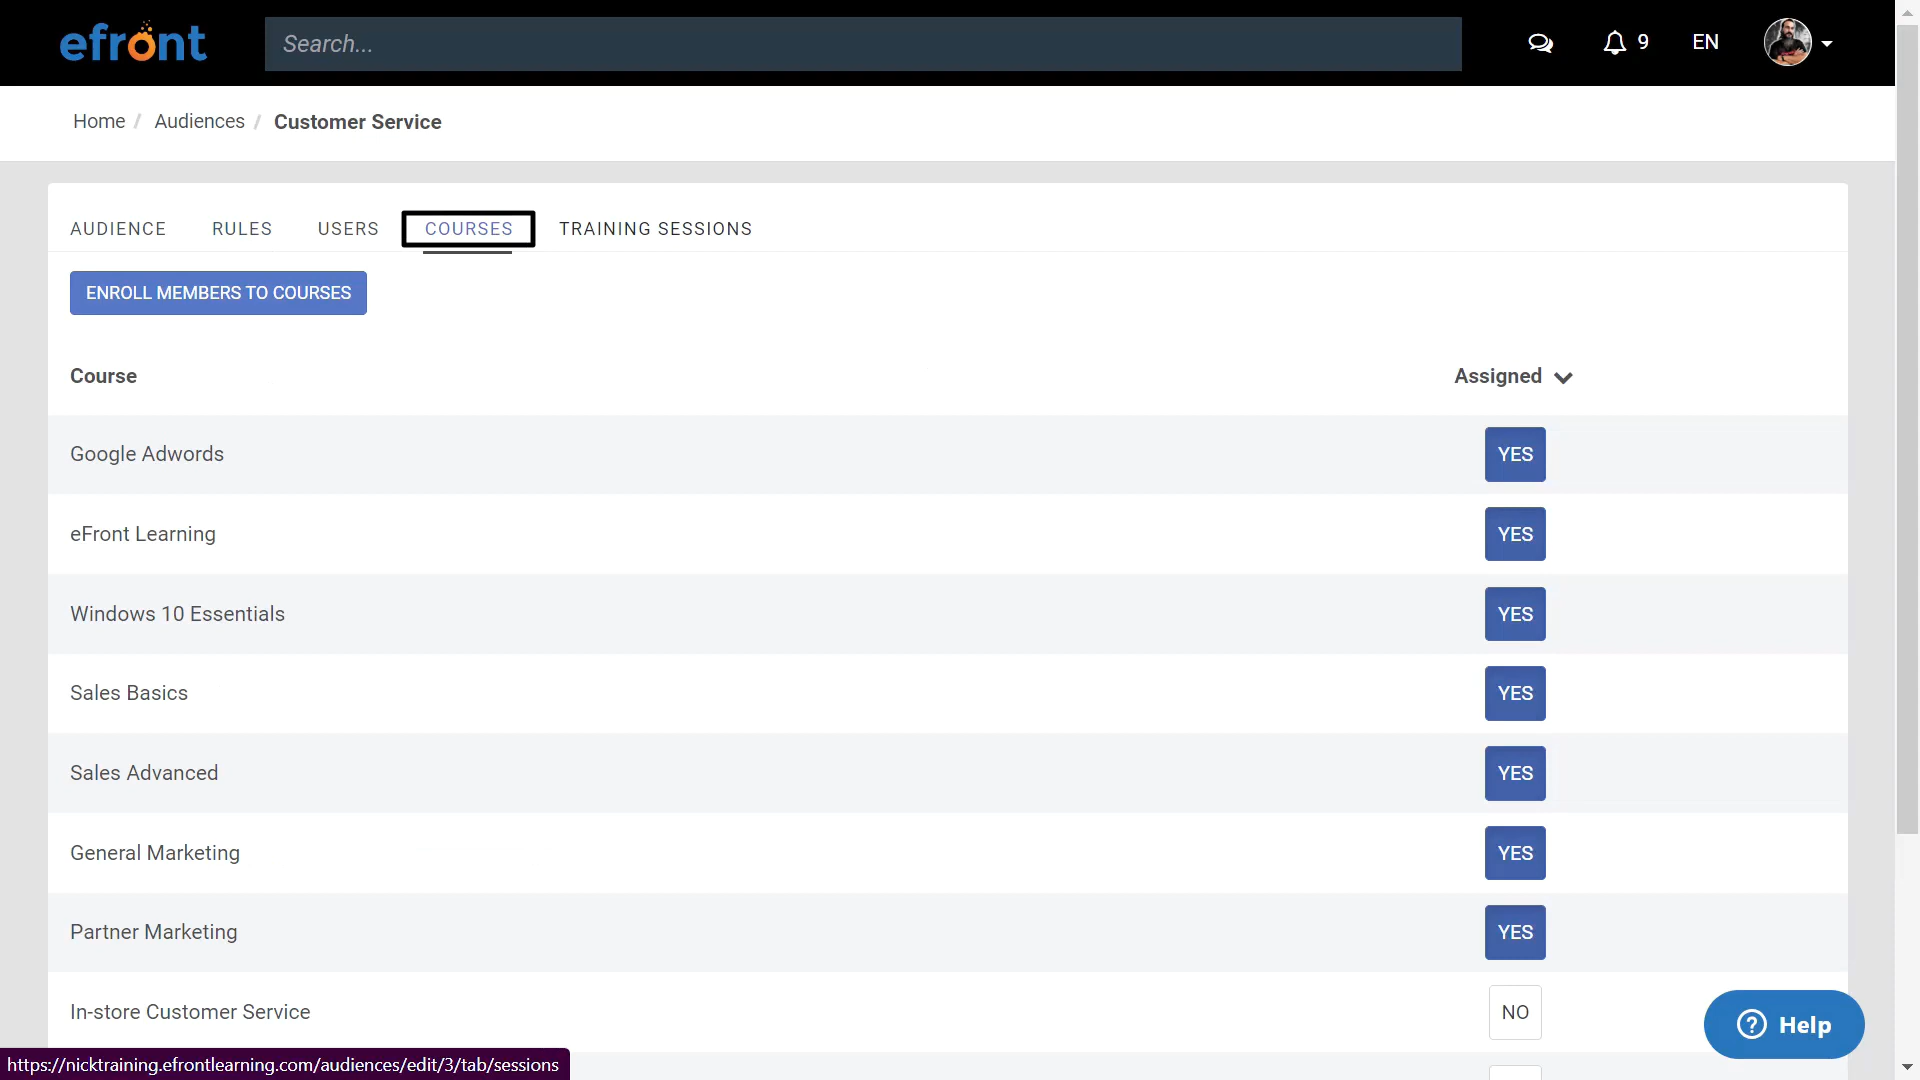 efront
Search...
9
EN
Home / Audiences / Customer Service
AUDIENCE RULES USERS COURSES TRAINING SESSIONS
ENROLL MEMBERS TO COURSES
Course Assigned
Google Adwords YES
eFront Learning YES
Windows 10 Essentials YES
Sales Basics YES
Sales Advanced YES
General Marketing YES
Partner Marketing YES
In-store Customer Service NO
? Help
https://nicktraining.efrontlearning.com/audiences/edit/3/tab/sessions